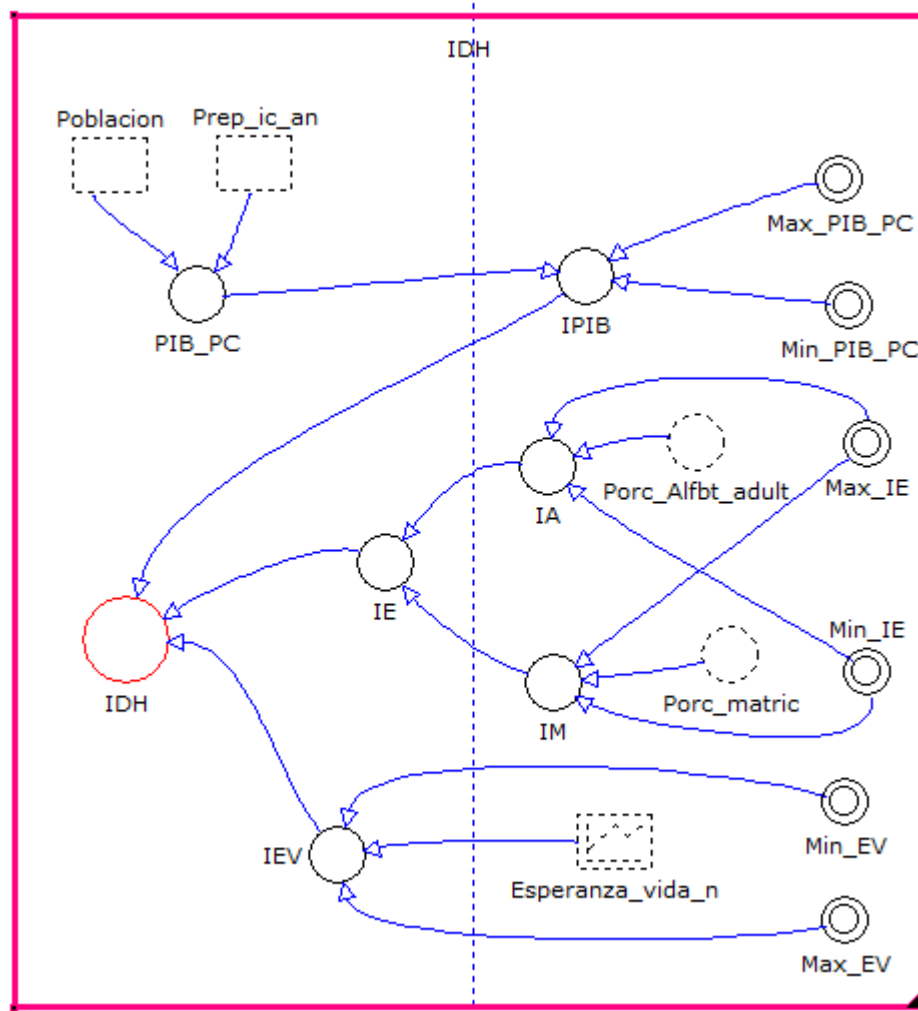 IDH
Poblacion
Prep_ic_an
Max_PIB_PC
PIB_PC
IPIB
Min_PIB_PC
Porc_Alfbt_adult
Max_IE
IA
IE
Min_IE
IDH
Porc_matric
IM
IEV
Min_EV
Esperanza_vida_n
Max_EV